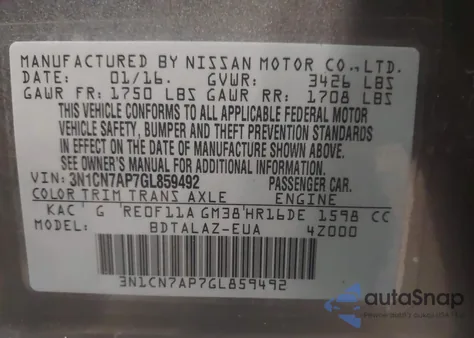 MANUFACTURED BY NISSAN MOTOR CO., LTD.
DATE: 01/16. GVWR: 3426 LBS
GAWR FR: 1750 LBS GAWR RR: 1708 LBS
THIS VEHICLE CONFORMS TO ALL APPLICABLE FEDERAL MOTOR
VEHICLE SAFETY, BUMPER AND THEFT PREVENTION STANDARDS
IN EFFECT ON THE DATE OF MANUFACTURE SHOWN ABOVE.
SEE OWNER'S MANUAL FOR ADDITIONAL INFORMATION.
VIN: 3N1CN7AP7GL859492 PASSENGER CAR.
COLOR TRIM TRANS AXLE ENGINE
KAC G RE0F11A GM38 HR16DE 1598 CC
MODEL: BDTALAZ-EUA 4Z000
3N1CN7AP7GL859492
autoSnap